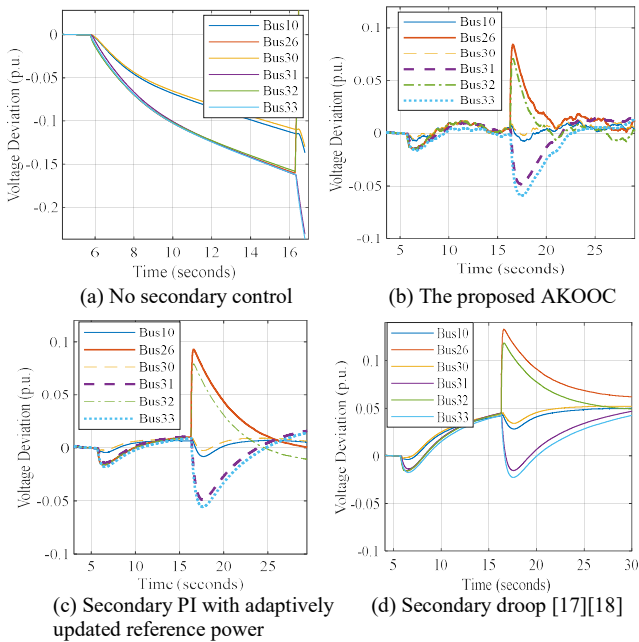 Bus10
Bus26
Bus30
Bus31
Bus32
Bus33
0
-0.05
-0.1
-0.15
-0.2
Voltage Deviation (p.u.)
6 8 10 12 14 16
Time (seconds)
(a) No secondary control
Bus10
Bus26
Bus30
Bus31
Bus32
Bus33
0.1
0.05
0
-0.05
-0.1
Voltage Deviation (p.u.)
5 10 15 20 25
Time (seconds)
(b) The proposed AKOOC
Bus10
Bus26
Bus30
Bus31
Bus32
Bus33
0.1
0.05
0
-0.05
-0.1
Voltage Deviation (p.u.)
5 10 15 20 25
Time (seconds)
(c) Secondary PI with adaptively
updated reference power
Bus10
Bus26
Bus30
Bus31
Bus32
Bus33
0.1
0.05
0
-0.05
-0.1
Voltage Deviation (p.u.)
5 10 15 20 25 30
Time (seconds)
(d) Secondary droop [17][18]